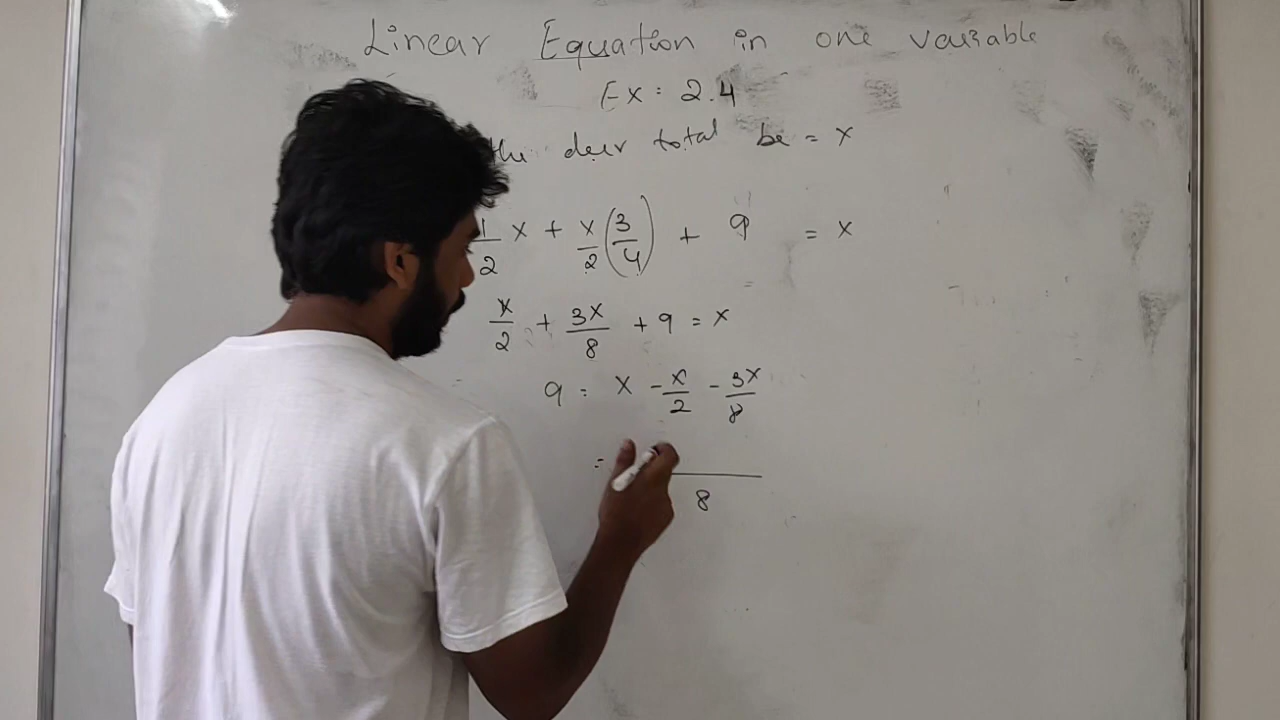 Linear Equation in one variable
Ex: 2.4
the deer total be = x
1/2 x + x/2 (3/4) + 9 = x
x/2 + 3x/8 + 9 = x
9 = x - x/2 - 3x/8
= /8